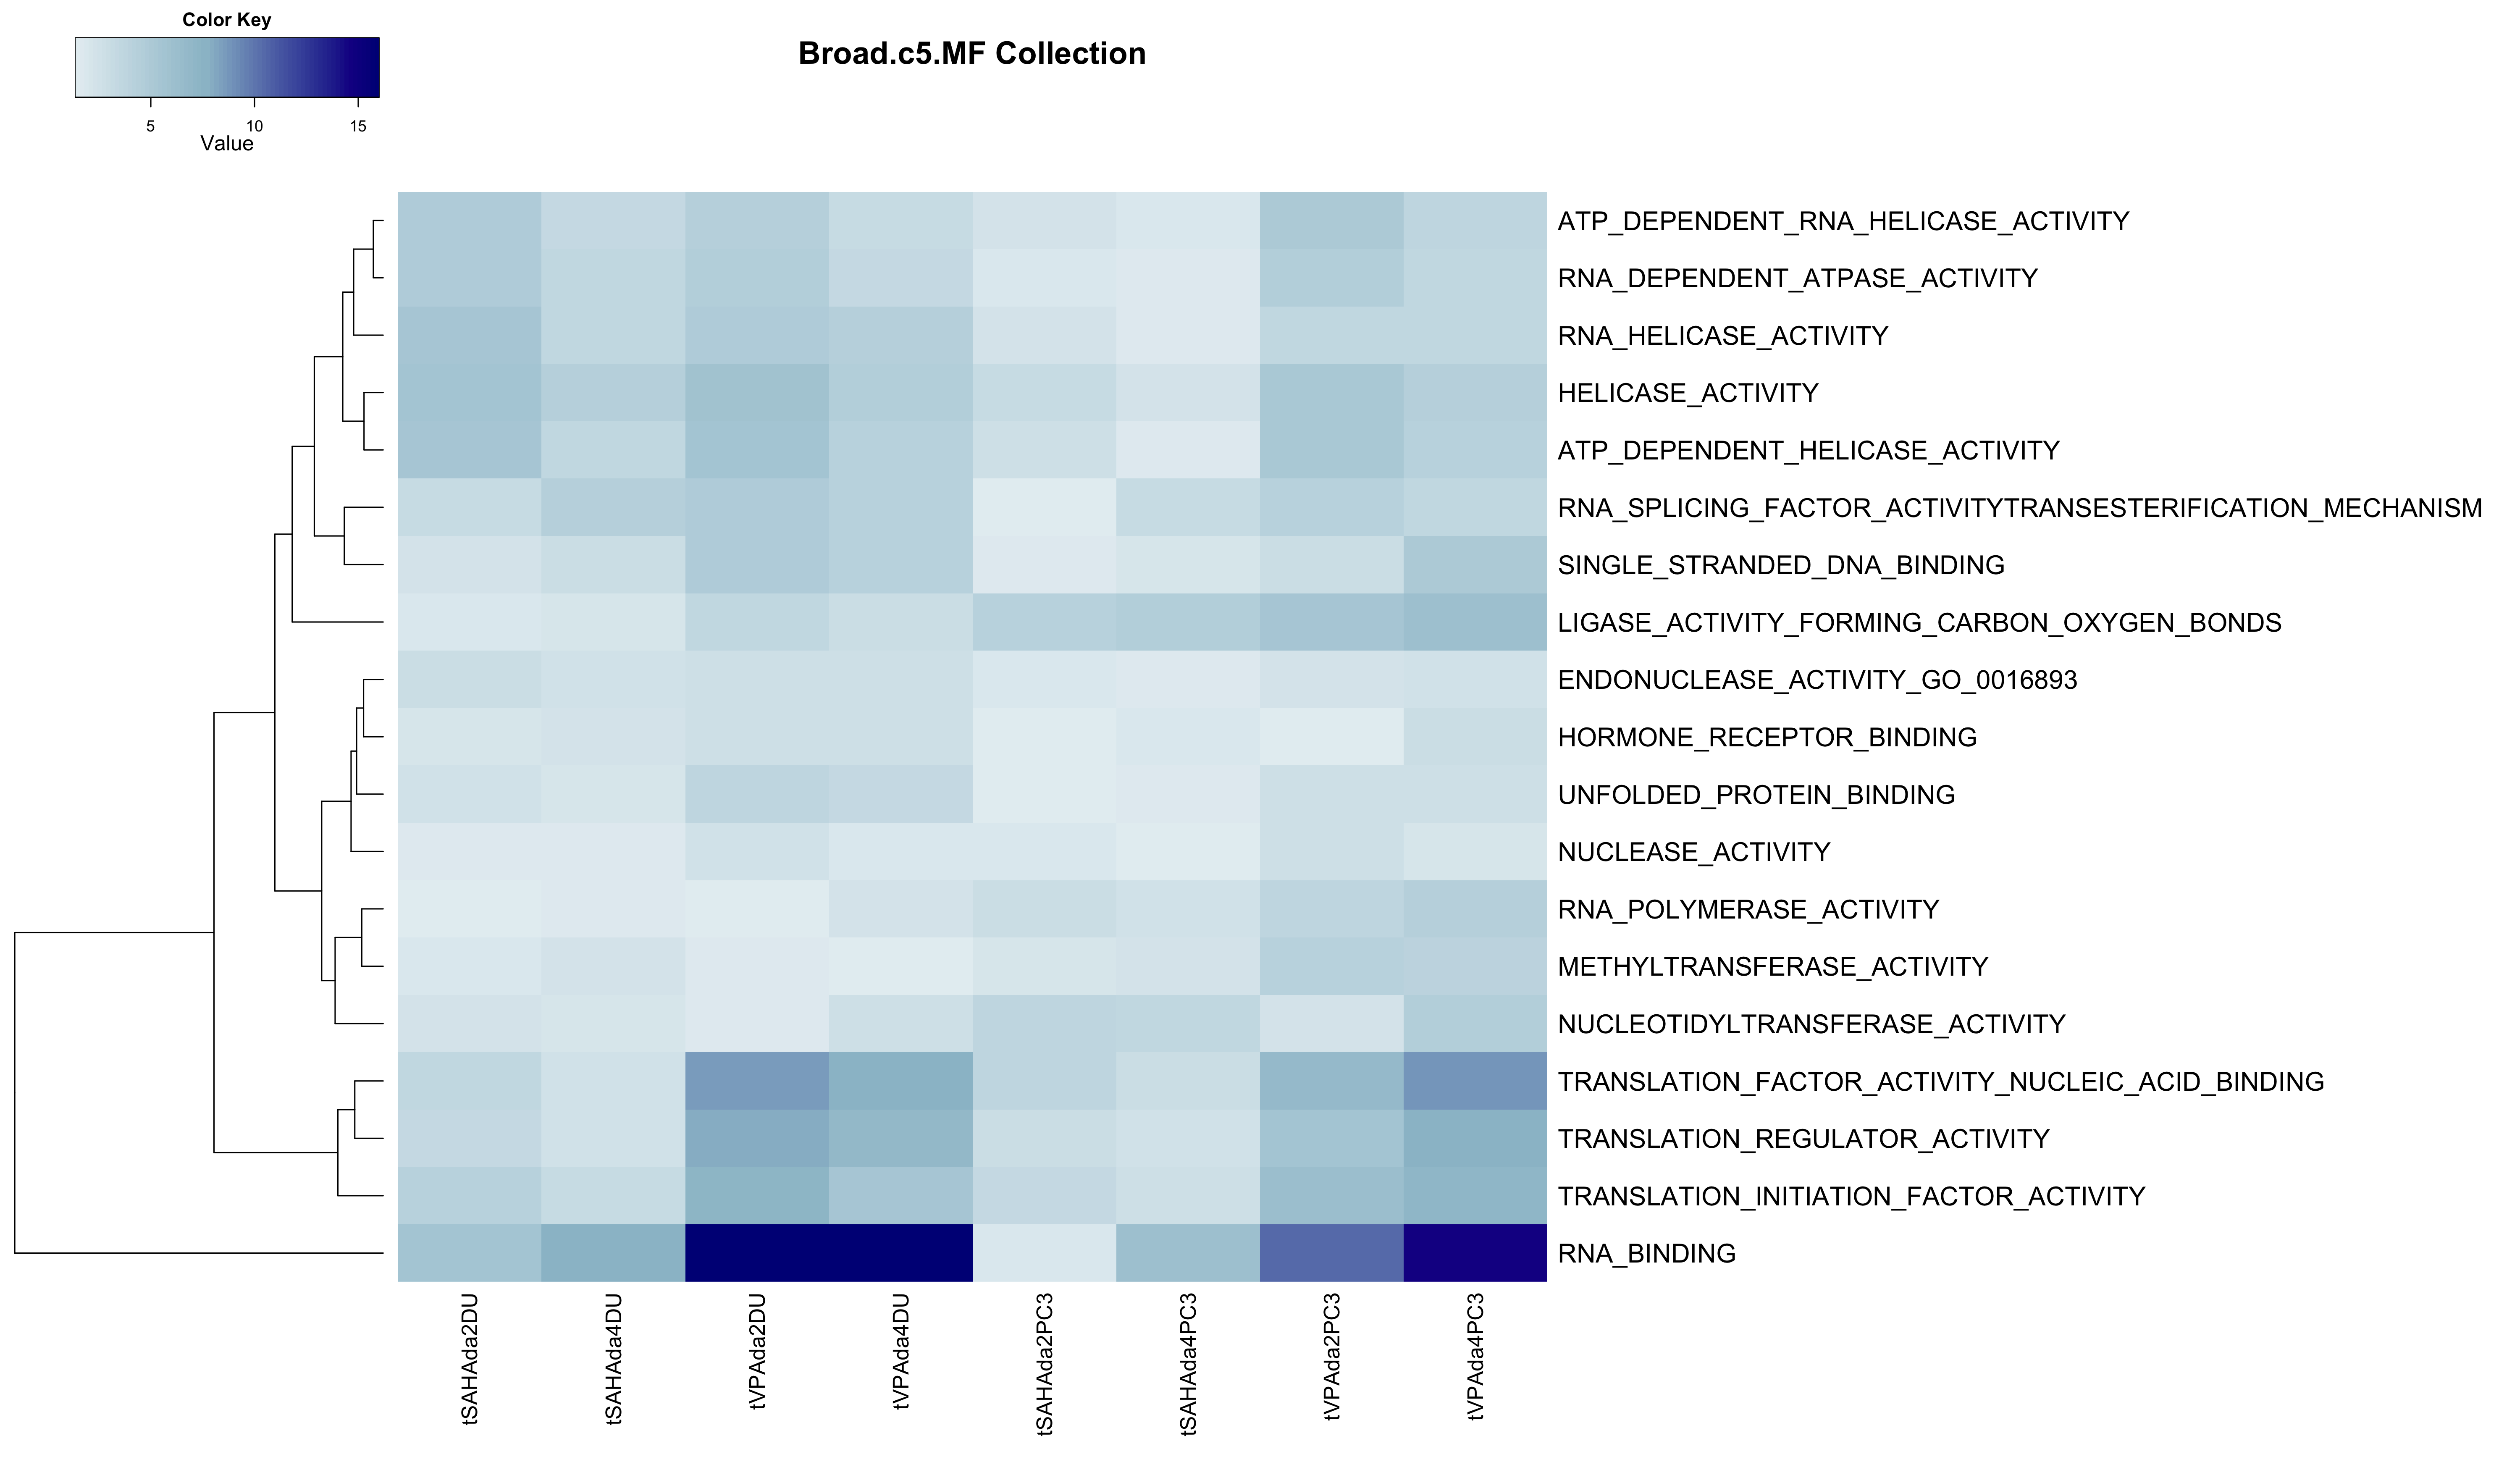 Color Key
5 10 15
Value
Broad.c5.MF Collection
ATP_DEPENDENT_RNA_HELICASE_ACTIVITY
RNA_DEPENDENT_ATPASE_ACTIVITY
RNA_HELICASE_ACTIVITY
HELICASE_ACTIVITY
ATP_DEPENDENT_HELICASE_ACTIVITY
RNA_SPLICING_FACTOR_ACTIVITYTRANSESTERIFICATION_MECHANISM
SINGLE_STRANDED_DNA_BINDING
LIGASE_ACTIVITY_FORMING_CARBON_OXYGEN_BONDS
ENDONUCLEASE_ACTIVITY_GO_0016893
HORMONE_RECEPTOR_BINDING
UNFOLDED_PROTEIN_BINDING
NUCLEASE_ACTIVITY
RNA_POLYMERASE_ACTIVITY
METHYLTRANSFERASE_ACTIVITY
NUCLEOTIDYLTRANSFERASE_ACTIVITY
TRANSLATION_FACTOR_ACTIVITY_NUCLEIC_ACID_BINDING
TRANSLATION_REGULATOR_ACTIVITY
TRANSLATION_INITIATION_FACTOR_ACTIVITY
RNA_BINDING
tSAHAda2DU
tSAHAda4DU
tVPAda2DU
tVPAda4DU
tSAHAda2PC3
tSAHAda4PC3
tVPAda2PC3
tVPAda4PC3